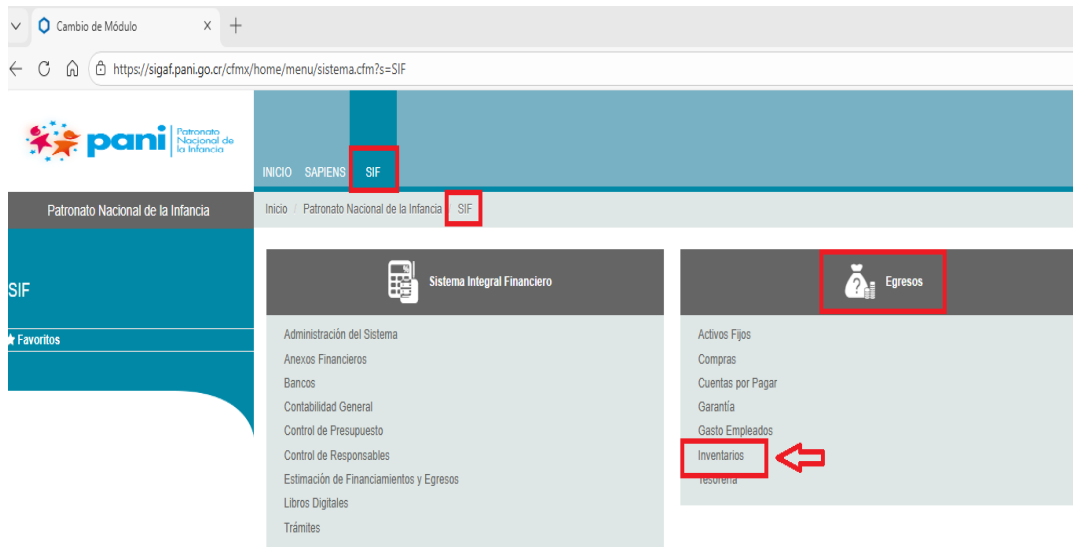 Cambio de Módulo
https://sigaf.pani.go.cr/cfmx/home/menu/sistema.cfm?s=SIF
pani Patronato Nacional de la Infancia
INICIO SAPIENS SIF
Patronato Nacional de la Infancia
Inicio / Patronato Nacional de la Infancia / SIF
SIF
Favoritos
Sistema Integral Financiero
Administración del Sistema
Anexos Financieros
Bancos
Contabilidad General
Control de Presupuesto
Control de Responsables
Estimación de Financiamientos y Egresos
Libros Digitales
Trámites
Egresos
Activos Fijos
Compras
Cuentas por Pagar
Garantía
Gasto Empleados
Inventarios
Tesorería